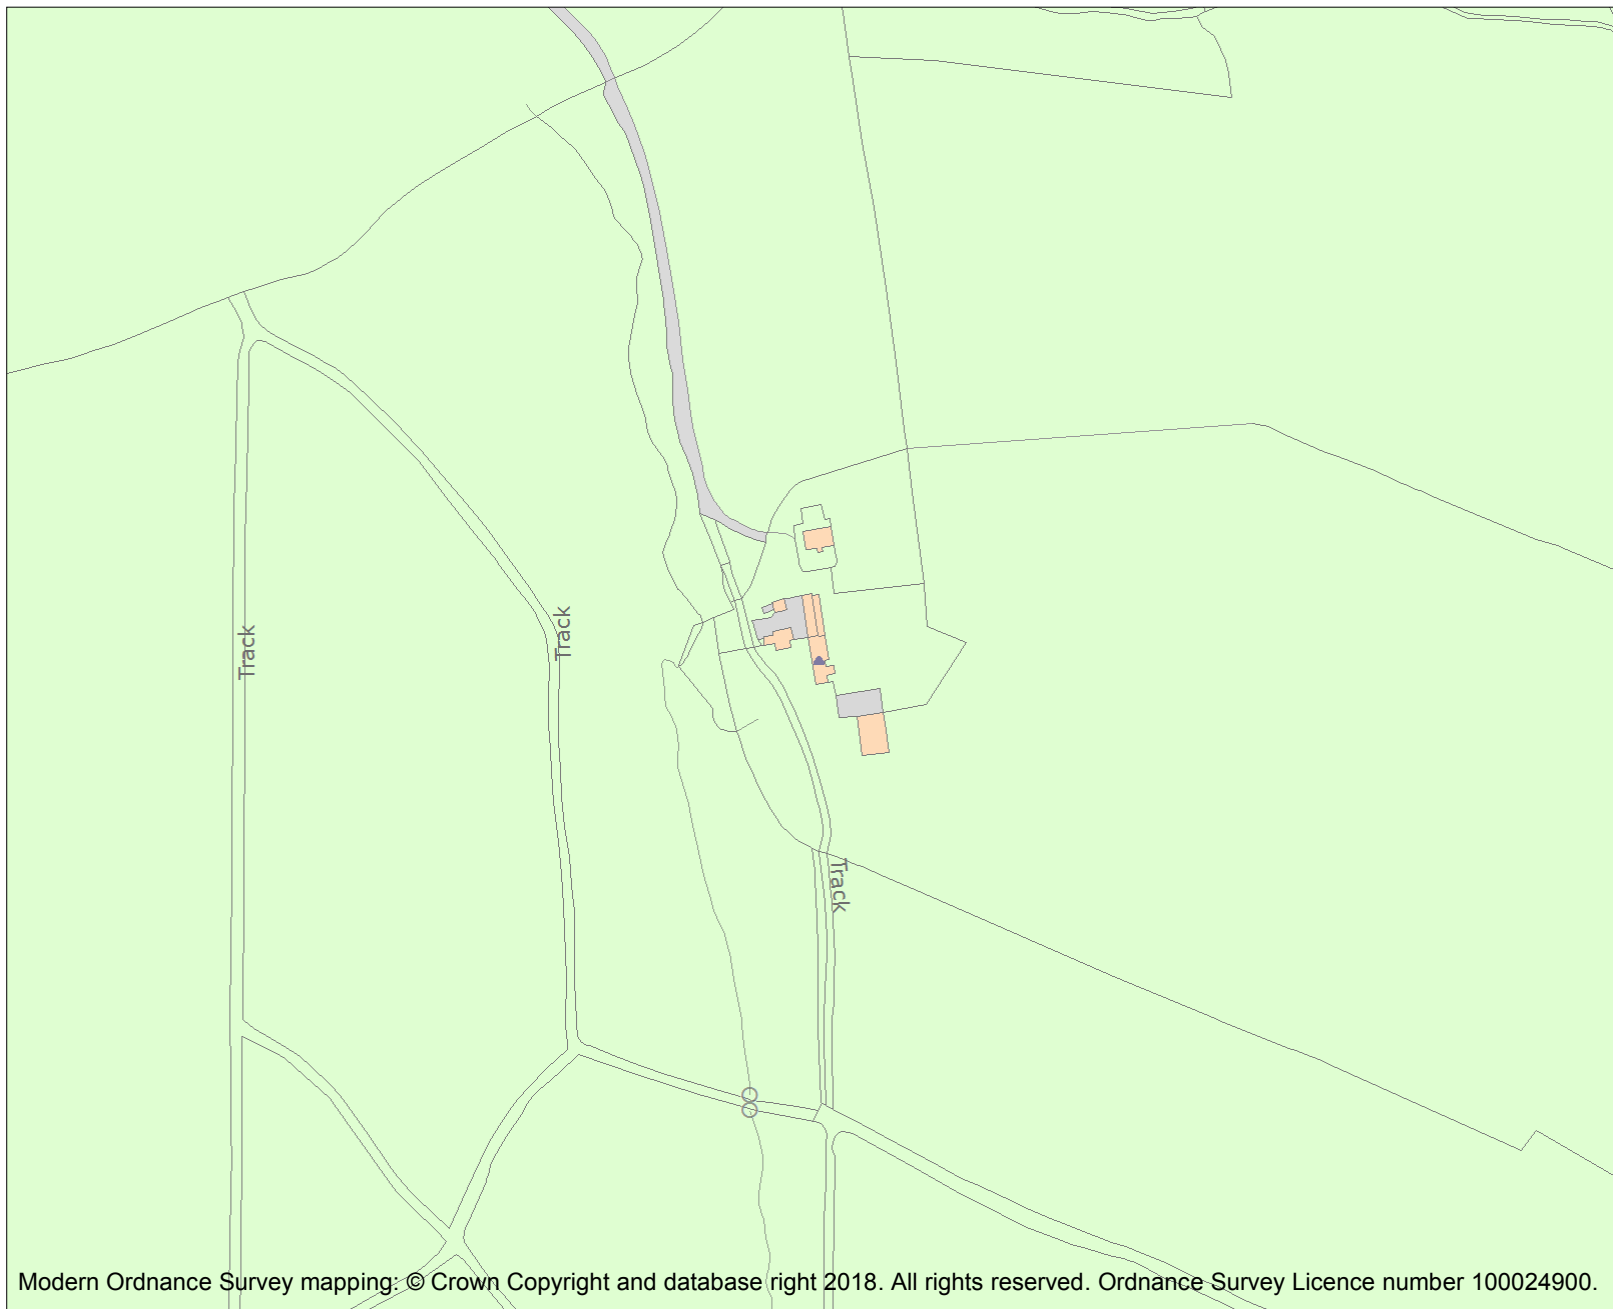 Track
Track
Track
Modern Ordnance Survey mapping: © Crown Copyright and database right 2018. All rights reserved. Ordnance Survey Licence number 100024900.